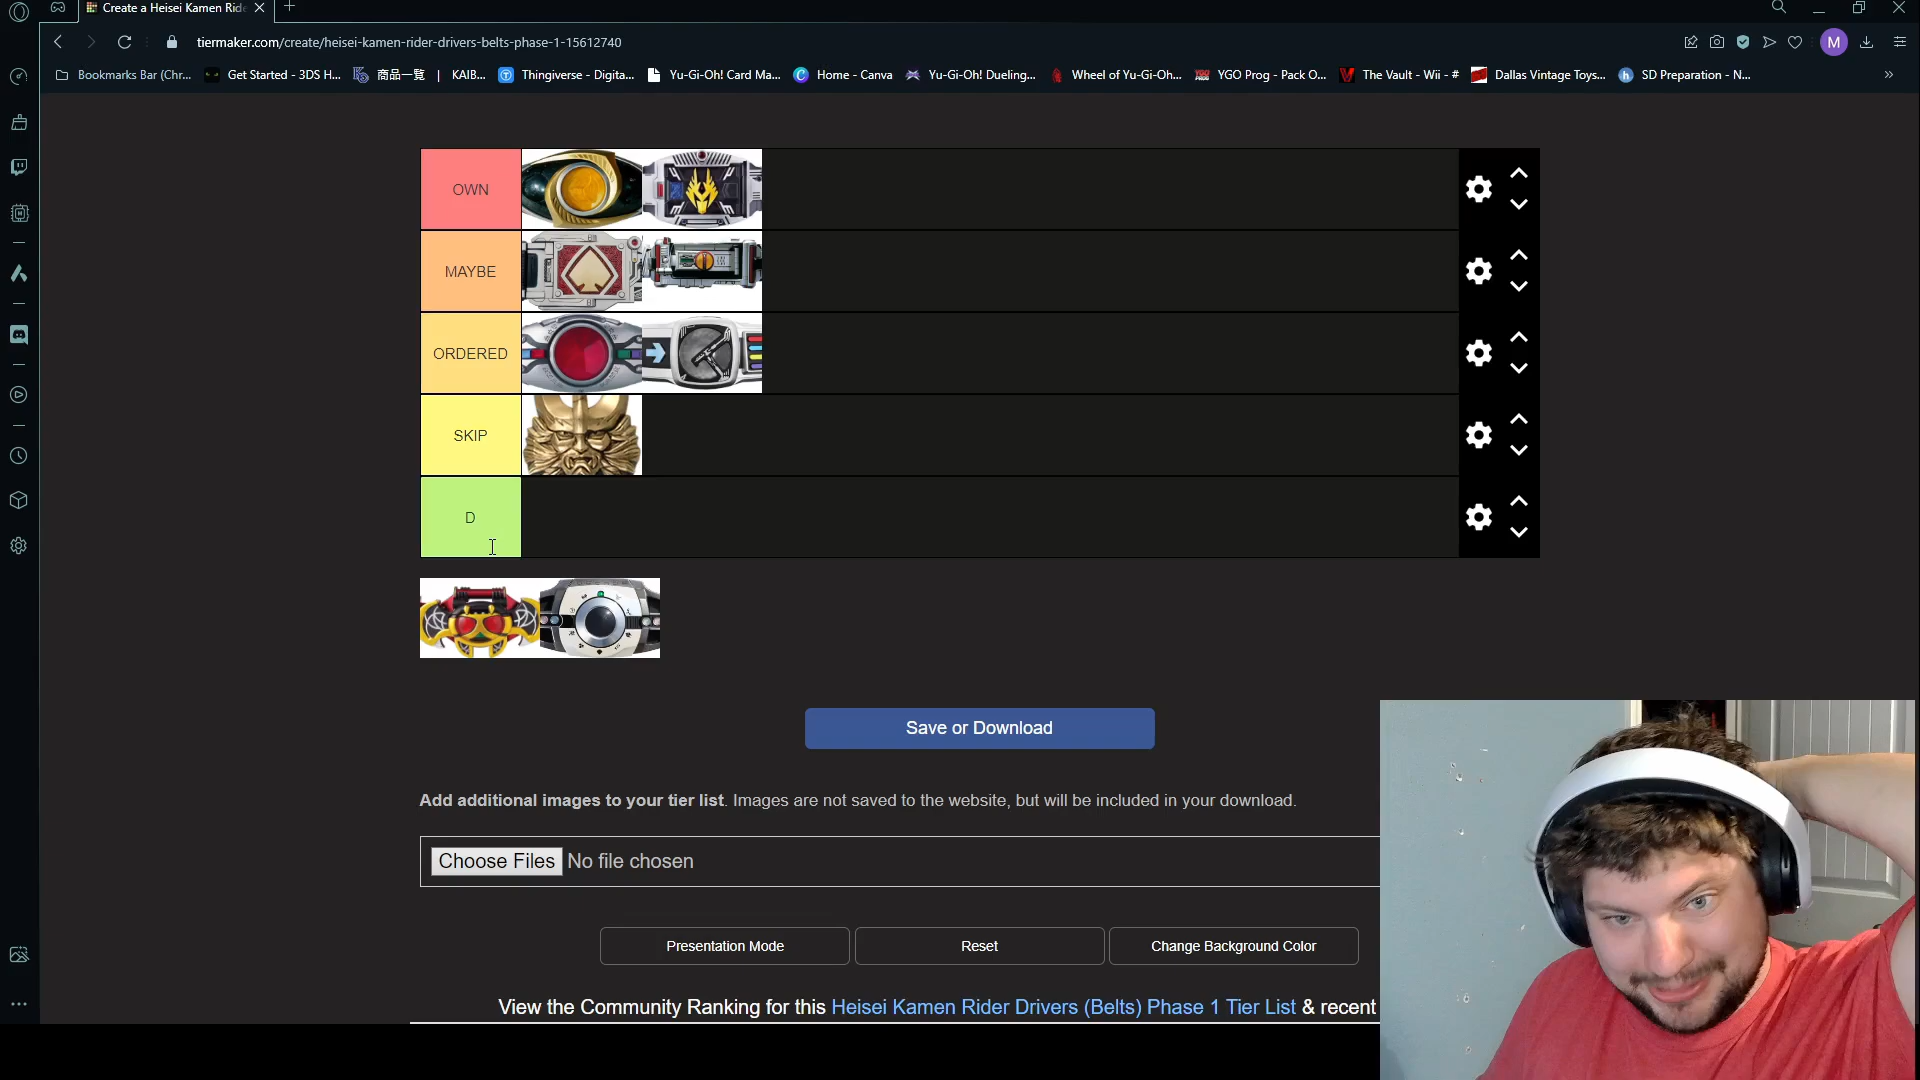 Create a Heisei Kamen Ride
tiermaker.com/create/heisei-kamen-rider-drivers-belts-phase-1-15612740
M
Bookmarks Bar (Chr...
Get Started - 3DS H...
商品一覧 | KAIB...
Thingiverse - Digita...
Yu-Gi-Oh! Card Ma...
Home - Canva
Yu-Gi-Oh! Dueling...
Wheel of Yu-Gi-Oh...
YGO Prog - Pack O...
The Vault - Wii - #
Dallas Vintage Toys...
SD Preparation - N...
OWN
MAYBE
ORDERED
SKIP
D
Save or Download
Add additional images to your tier list. Images are not saved to the website, but will be included in your download.
Choose Files No file chosen
Presentation Mode
Reset
Change Background Color
View the Community Ranking for this Heisei Kamen Rider Drivers (Belts) Phase 1 Tier List & recent